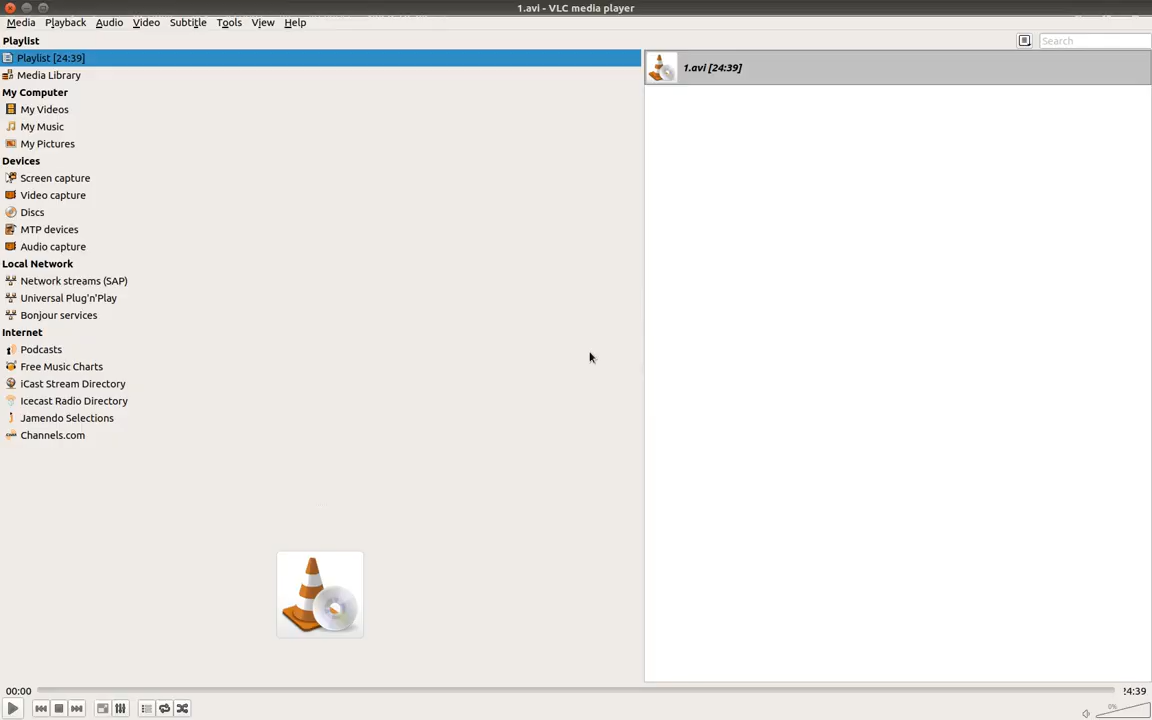 1.avi - VLC media player
Media Playback Audio Video Subtitle Tools View Help
Playlist
Search
Playlist [24:39]
1.avi [24:39]
Media Library
My Computer
My Videos
My Music
My Pictures
Devices
Screen capture
Video capture
Discs
MTP devices
Audio capture
Local Network
Network streams (SAP)
Universal Plug'n'Play
Bonjour services
Internet
Podcasts
Free Music Charts
iCast Stream Directory
Icecast Radio Directory
Jamendo Selections
Channels.com
00:00
24:39
0%